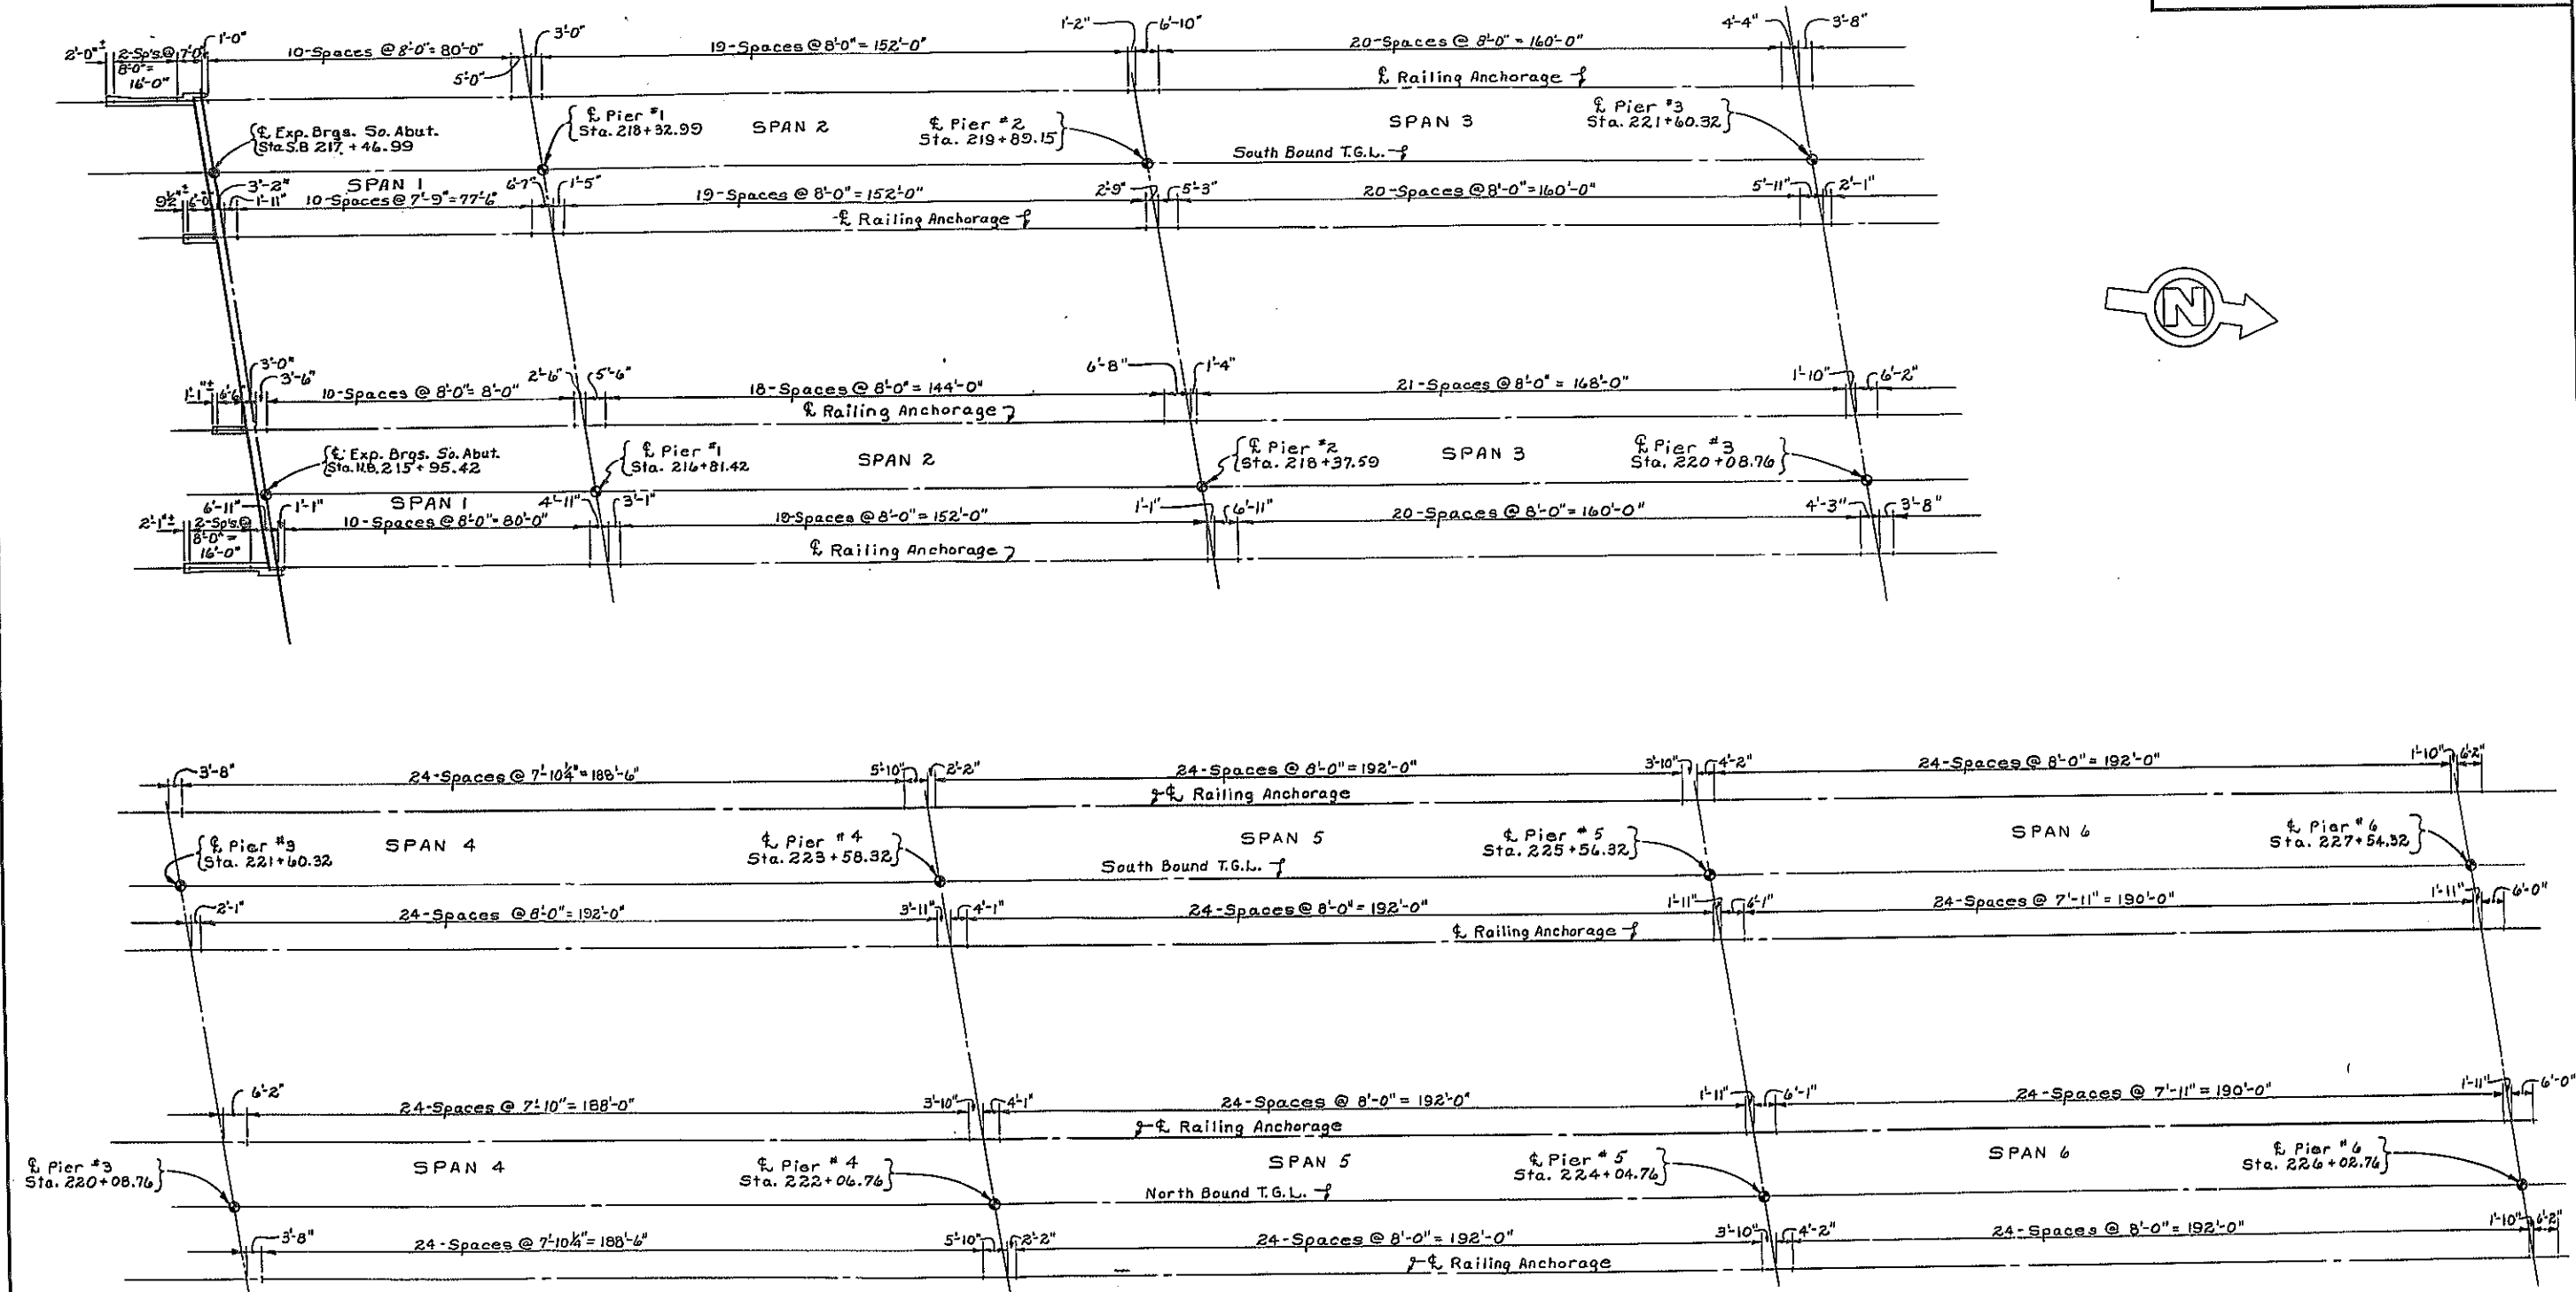 1'-0"
3'-0"
1'-2"
6'-10"
4'-4"
3'-8"
2'-0"±
2-Sp's.@
8'-0"=
16'-0"
7'-0"
10-Spaces @ 8'-0"= 80'-0"
5'-0"
19-Spaces @ 8'-0" = 152'-0"
20-Spaces @ 8'-0" = 160'-0"
℄ Railing Anchorage
℄ Exp. Brgs. So. Abut.
Sta S.B 217 + 46.99
℄ Pier #1
Sta. 218+32.99
SPAN 2
℄ Pier #2
Sta. 219+89.15
SPAN 3
℄ Pier #3
Sta. 221+60.32
South Bound T.G.L.
9½"±
6'-0"
3'-2"
1'-11"
SPAN 1
10-Spaces @ 7'-9"= 77'-6"
6'-7"
1'-5"
19-Spaces @ 8'-0" = 152'-0"
2'-9"
5'-3"
20-Spaces @ 8'-0"= 160'-0"
5'-11"
2'-1"
℄ Railing Anchorage
N
1'-1"±
6'-6"
3'-0"
3'-6"
10-Spaces @ 8'-0"= 8'-0"
2'-6"
5'-6"
18-Spaces @ 8'-0" = 144'-0"
6'-8"
1'-4"
21-Spaces @ 8'-0" = 168'-0"
1'-10"
6'-2"
℄ Railing Anchorage
℄ Exp. Brgs. So. Abut.
Sta. N.B. 215 + 95.42
℄ Pier #1
Sta. 216+81.42
SPAN 2
℄ Pier #2
Sta. 218+37.59
SPAN 3
℄ Pier #3
Sta. 220+08.76
2'-1"±
2-Sp's.@
8'-0"=
16'-0"
6'-11"
1'-1"
SPAN 1
10-Spaces @ 8'-0"= 80'-0"
4'-11"
3'-1"
19-Spaces @ 8'-0" = 152'-0"
1'-1"
6'-11"
20-Spaces @ 8'-0" = 160'-0"
4'-3"
3'-8"
℄ Railing Anchorage
3'-8"
24-Spaces @ 7'-10¼"= 188'-6"
5'-10"
2'-2"
24-Spaces @ 8'-0" = 192'-0"
3'-10"
4'-2"
24-Spaces @ 8'-0" = 192'-0"
1'-10"
6'-2"
℄ Railing Anchorage
℄ Pier #3
Sta. 221+60.32
SPAN 4
℄ Pier #4
Sta. 223+58.32
SPAN 5
℄ Pier #5
Sta. 225+56.32
SPAN 6
℄ Pier #6
Sta. 227+54.32
South Bound T.G.L.
2'-1"
24-Spaces @ 8'-0"= 192'-0"
3'-11"
4'-1"
24-Spaces @ 8'-0" = 192'-0"
1'-11"
6'-1"
24-Spaces @ 7'-11" = 190'-0"
1'-11"
6'-0"
℄ Railing Anchorage
6'-2"
24-Spaces @ 7'-10"= 188'-0"
3'-10"
4'-1"
24-Spaces @ 8'-0" = 192'-0"
1'-11"
6'-1"
24-Spaces @ 7'-11" = 190'-0"
1'-11"
6'-0"
℄ Railing Anchorage
℄ Pier #3
Sta. 220+08.76
SPAN 4
℄ Pier #4
Sta. 222+06.76
SPAN 5
℄ Pier #5
Sta. 224+04.76
SPAN 6
℄ Pier #6
Sta. 226+02.76
North Bound T.G.L.
3'-8"
24-Spaces @ 7'-10¼"= 188'-6"
5'-10"
2'-2"
24-Spaces @ 8'-0" = 192'-0"
3'-10"
4'-2"
24-Spaces @ 8'-0" = 192'-0"
1'-10"
6'-2"
℄ Railing Anchorage